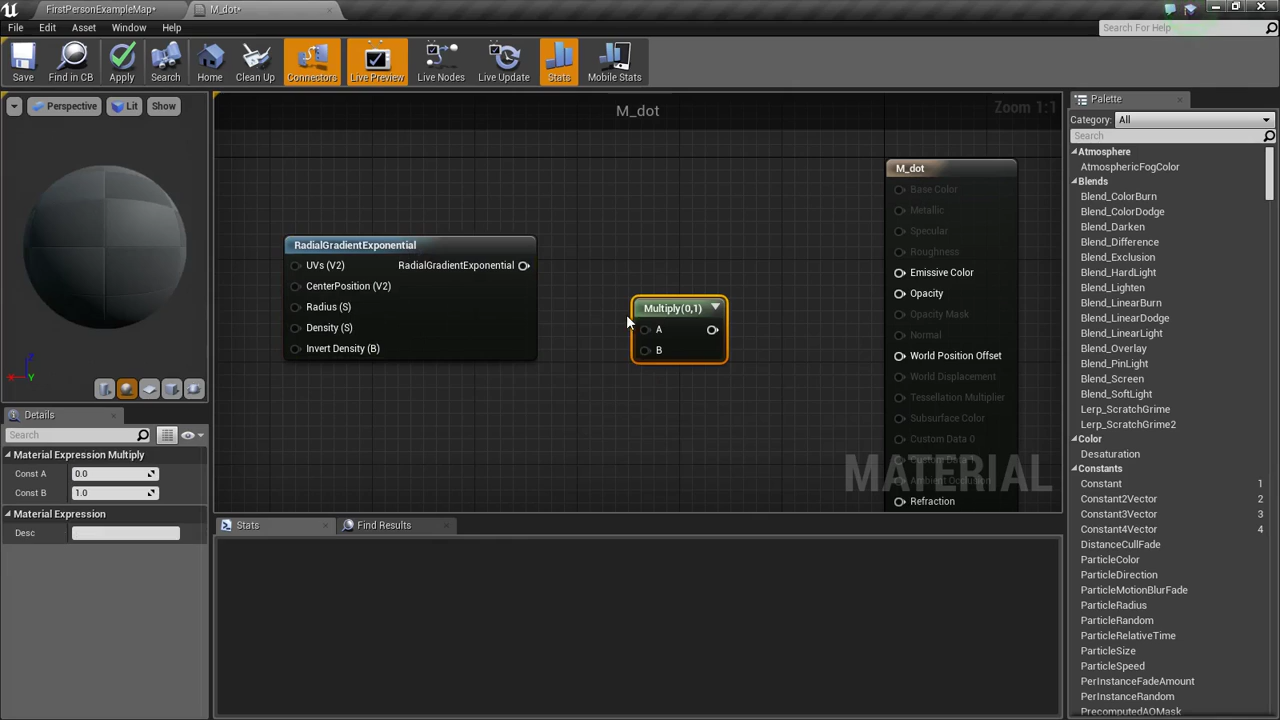 FirstPersonExampleMap*
M_dot*
File Edit Asset Window Help
Search For Help
Save Find in CB Apply Search Home Clean Up Connectors Live Preview Live Nodes Live Update Stats Mobile Stats
Perspective Lit Show
M_dot
Zoom 1:1
RadialGradientExponential
UVs (V2) RadialGradientExponential
CenterPosition (V2)
Radius (S)
Density (S)
Invert Density (B)
Multiply(0,1)
A
B
M_dot
Base Color
Metallic
Specular
Roughness
Emissive Color
Opacity
Opacity Mask
Normal
World Position Offset
World Displacement
Tessellation Multiplier
Subsurface Color
Custom Data 0
Ambient Occlusion
Refraction
MATERIAL
Details
Search
Material Expression Multiply
Const A 0.0
Const B 1.0
Material Expression
Desc
Stats Find Results
Palette
Category: All
Search
Atmosphere
AtmosphericFogColor
Blends
Blend_ColorBurn
Blend_ColorDodge
Blend_Darken
Blend_Difference
Blend_Exclusion
Blend_HardLight
Blend_Lighten
Blend_LinearBurn
Blend_LinearDodge
Blend_LinearLight
Blend_Overlay
Blend_PinLight
Blend_Screen
Blend_SoftLight
Lerp_ScratchGrime
Lerp_ScratchGrime2
Color
Desaturation
Constants
Constant 1
Constant2Vector 2
Constant3Vector 3
Constant4Vector 4
DistanceCullFade
ParticleColor
ParticleDirection
ParticleMotionBlurFade
ParticleRadius
ParticleRandom
ParticleRelativeTime
ParticleSize
ParticleSpeed
PerInstanceFadeAmount
PerInstanceRandom
PrecomputedAOMask